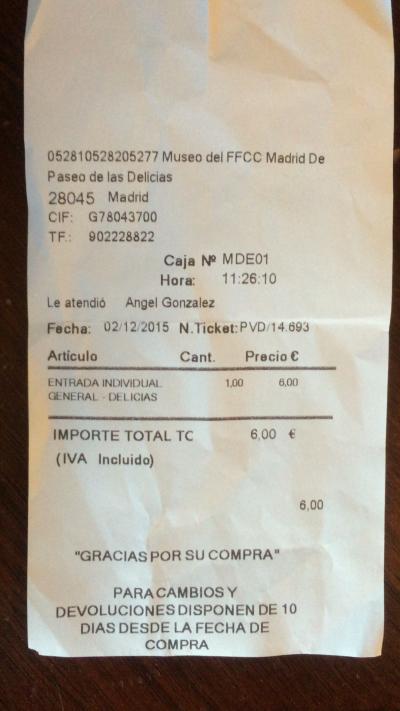 052810528205277 Museo del FFCC Madrid De
Paseo de las Delicias
28045 Madrid
CIF: G78043700
TF.: 902228822
Caja Nº MDE01
Hora: 11:26:10
Le atendió Angel Gonzalez
Fecha: 02/12/2015 N.Ticket: PVD/14.693
Artículo Cant. Precio €
ENTRADA INDIVIDUAL 1,00 6,00
GENERAL - DELICIAS
IMPORTE TOTAL TC 6,00 €
(IVA Incluido)
6,00
"GRACIAS POR SU COMPRA"
PARA CAMBIOS Y
DEVOLUCIONES DISPONEN DE 10
DIAS DESDE LA FECHA DE
COMPRA